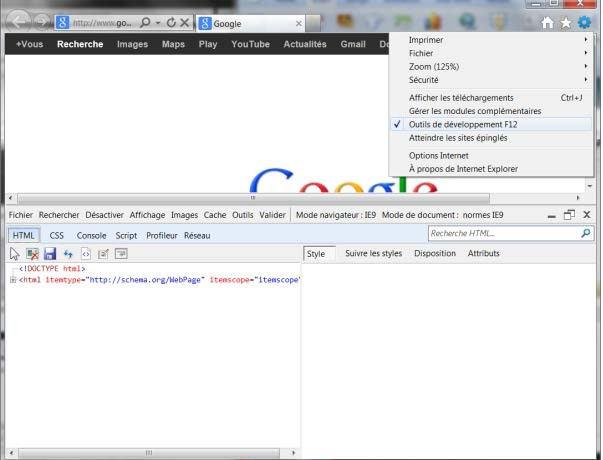 http://www.go..
Google
+Vous Recherche Images Maps Play YouTube Actualités Gmail
Imprimer
Fichier
Zoom (125%)
Sécurité
Afficher les téléchargements Ctrl+J
Gérer les modules complémentaires
Outils de développement F12
Atteindre les sites épinglés
Options Internet
À propos de Internet Explorer
Google
Fichier Rechercher Désactiver Affichage Images Cache Outils Valider Mode navigateur : IE9 Mode de document : normes IE9
HTML CSS Console Script Profileur Réseau Recherche HTML...
Style Suivre les styles Disposition Attributs
<!DOCTYPE html>
<html itemtype="http://schema.org/WebPage" itemscope="itemscope"